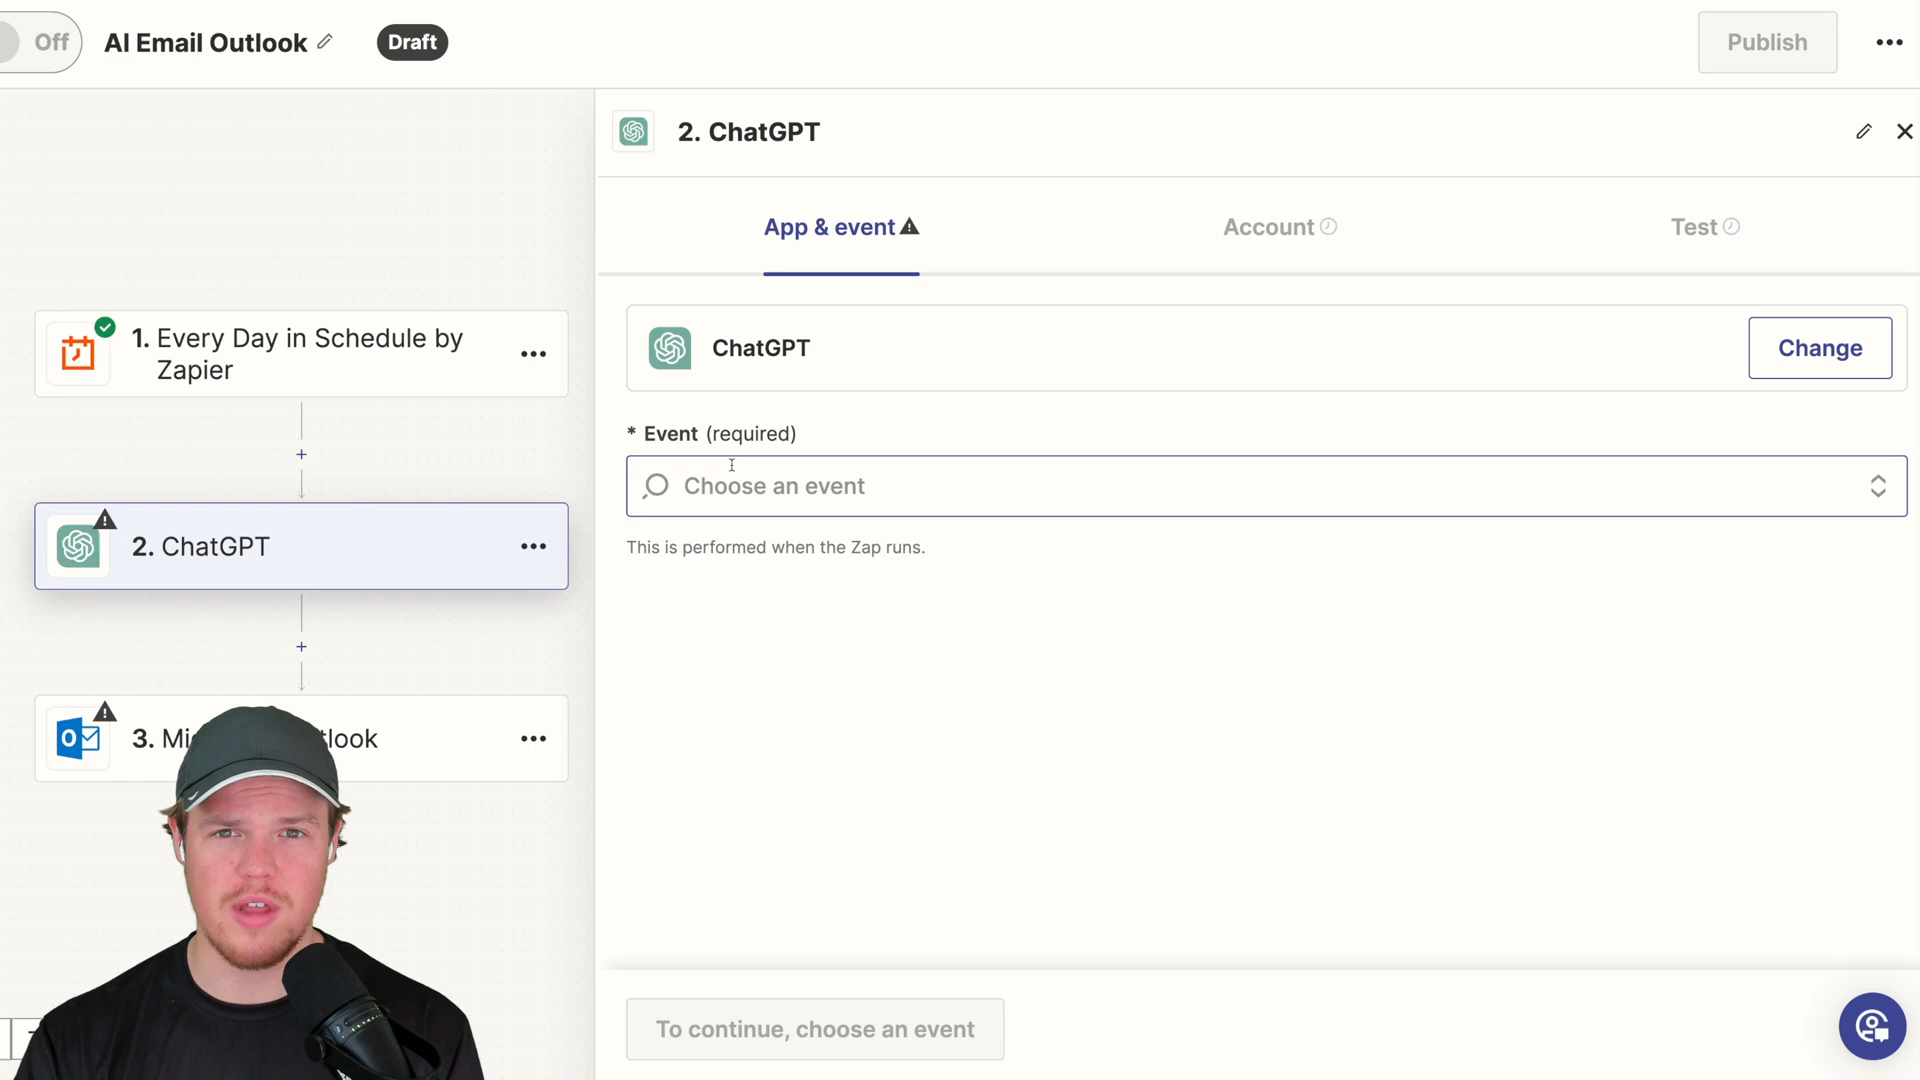 Off
AI Email Outlook
Draft
Publish
2. ChatGPT
App & event
Account
Test
1. Every Day in Schedule by
Zapier
ChatGPT
Change
* Event (required)
Choose an event
This is performed when the Zap runs.
2. ChatGPT
3. Mi
tlook
To continue, choose an event